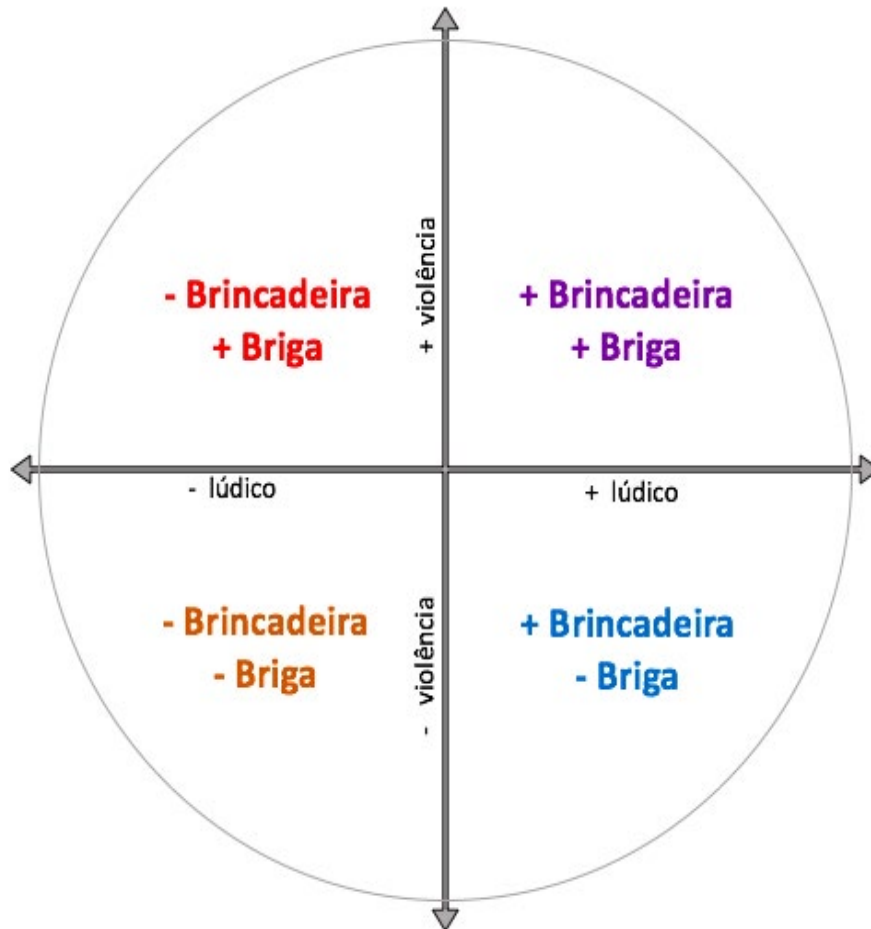 + violência
- Brincadeira
+ Briga
+ Brincadeira
+ Briga
- lúdico
+ lúdico
- Brincadeira
- Briga
- violência
+ Brincadeira
- Briga